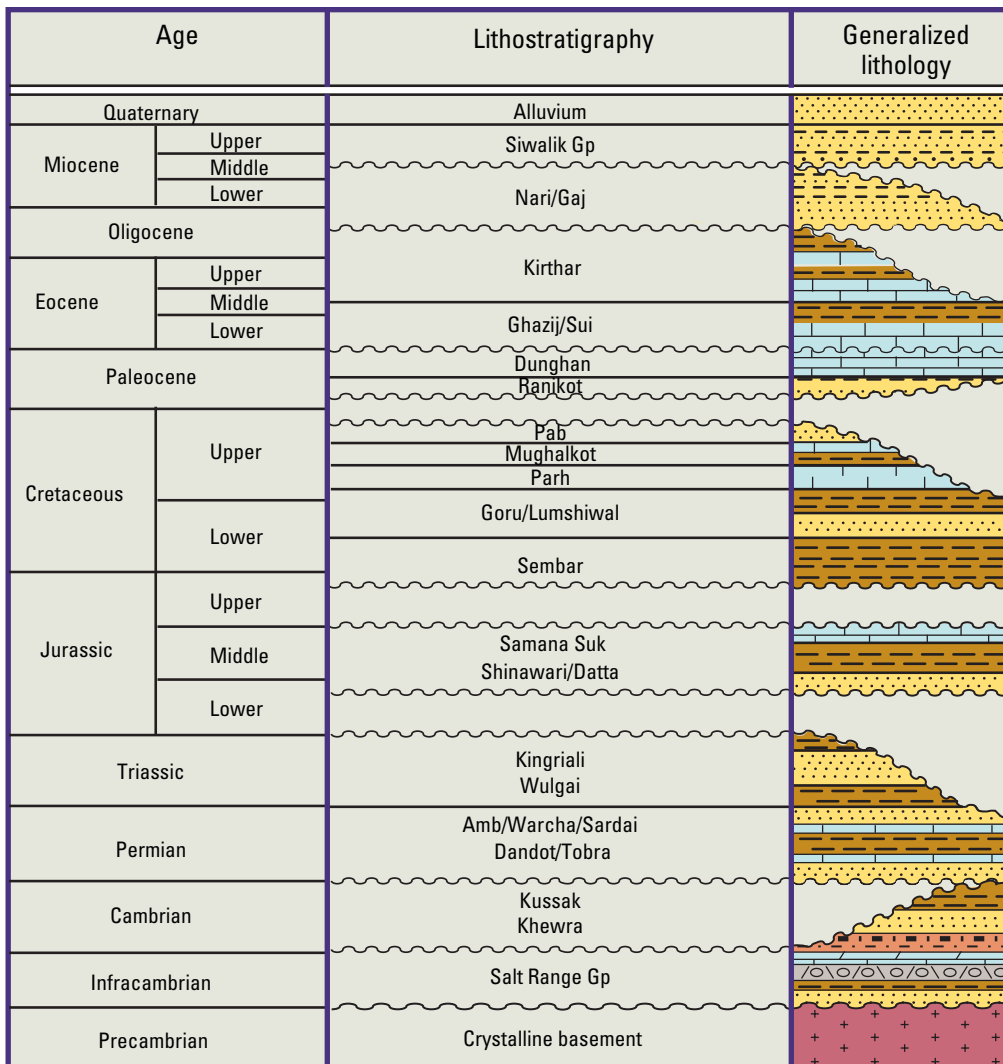 Age
Lithostratigraphy
Generalized
lithology
Quaternary
Alluvium
Miocene
Upper
Middle
Lower
Siwalik Gp
Nari/Gaj
Oligocene
Eocene
Upper
Middle
Lower
Kirthar
Ghazij/Sui
Paleocene
Dunghan
Ranikot
Cretaceous
Upper
Lower
Pab
Mughalkot
Parh
Goru/Lumshiwal
Sembar
Jurassic
Upper
Middle
Lower
Samana Suk
Shinawari/Datta
Triassic
Kingriali
Wulgai
Permian
Amb/Warcha/Sardai
Dandot/Tobra
Cambrian
Kussak
Khewra
Infracambrian
Salt Range Gp
Precambrian
Crystalline basement